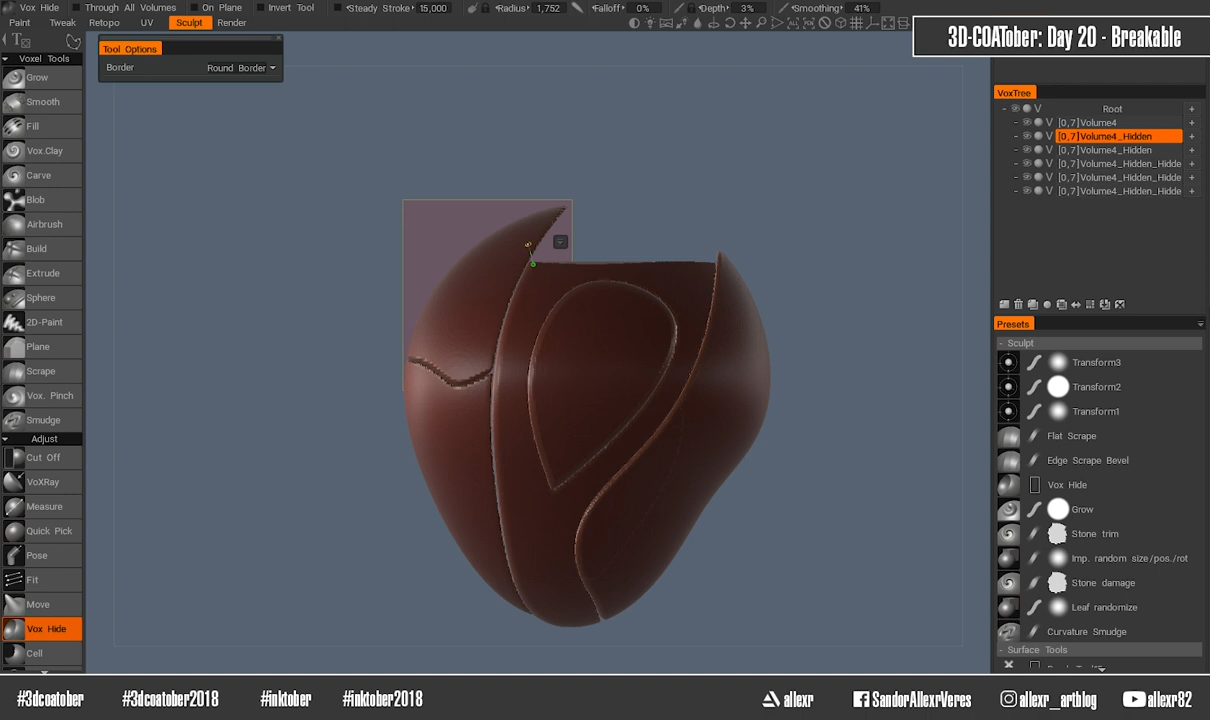 Vox Hide Through All Volumes On Plane Invert Tool Steady Stroke 15,000 Radius 1,752 Falloff 0% Depth 3% Smoothing 41%
Paint Tweak Retopo UV Sculpt Render
3D-COATober: Day 20 - Breakable
Tool Options
Border Round Border
Voxel Tools
Grow
Smooth
Fill
Vox.Clay
Carve
Blob
Airbrush
Build
Extrude
Sphere
2D-Paint
Plane
Scrape
Vox. Pinch
Smudge
Adjust
Cut Off
VoXRay
Measure
Quick Pick
Pose
Fit
Move
Vox Hide
Cell
VoxTree
V Root +
V [0,7]Volume4 +
V [0,7]Volume4_Hidden +
V [0,7]Volume4_Hidden +
V [0,7]Volume4_Hidden_Hidde +
V [0,7]Volume4_Hidden_Hidde +
V [0,7]Volume4_Hidden_Hidde +
Presets
- Sculpt
Transform3
Transform2
Transform1
Flat Scrape
Edge Scrape Bevel
Vox Hide
Grow
Stone trim
Imp. random size/pos./rot
Stone damage
Leaf randomize
Curvature Smudge
- Surface Tools
#3dcoatober #3dcoatober2018 #inktober #inktober2018 allexr SandorAllexrVeres allexr_artblog allexr82